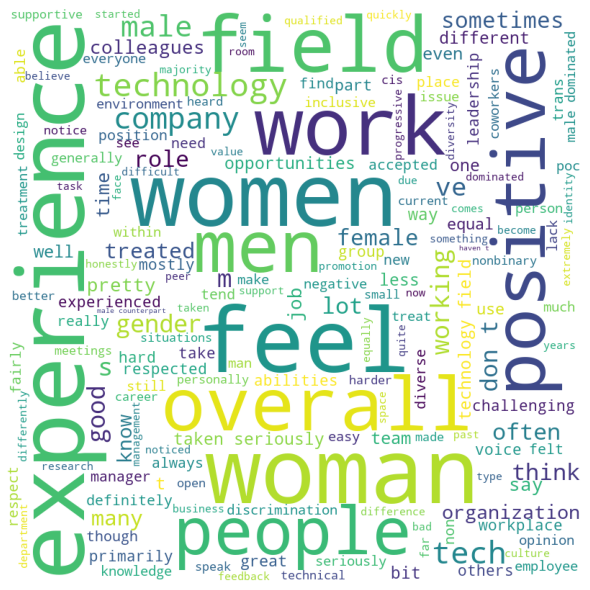 supportive
started
male
colleagues
everyone
able
believe
field
qualified
quickly
seem
room
majority
sometimes
different
even
technology
environment
heard
find
part
inclusive
cis
progressive
place
issue
leadership
coworkers
trans
male dominated
notice
position
see
need
company
work
diversity
design
treatment
generally
role
opportunities
accepted
one
dominated
poc
task
value
face
difficult
due
current
comes
person
identity
experience
time
women
ve
way
something
become
extremely
haven t
positive
within
men
female
group
equal
lack
well
treated
mostly
honestly
peer
promotion
new
nonbinary
better
pretty
m
make
negative
less
support
tend
small
now
job
use
much
experienced
male counterpart
taken
really
gender
lot
working
technology field
don t
years
fairly
meetings
situations
feel
treat
equally
quite
s
hard
respected
take
man
differently
still
personally
abilities
harder
diverse
good
career
overall
space
challenging
know
management
taken seriously
easy
team
made
past
often
voice
felt
research
noticed
always
woman
type
think
say
respect
department
many
manager
t
open
definitely
business
discrimination
difference
bad
far
non
tech
organization
workplace
opinion
though
primarily
people
great
seriously
bit
others
culture
employee
knowledge
speak
feedback
technical